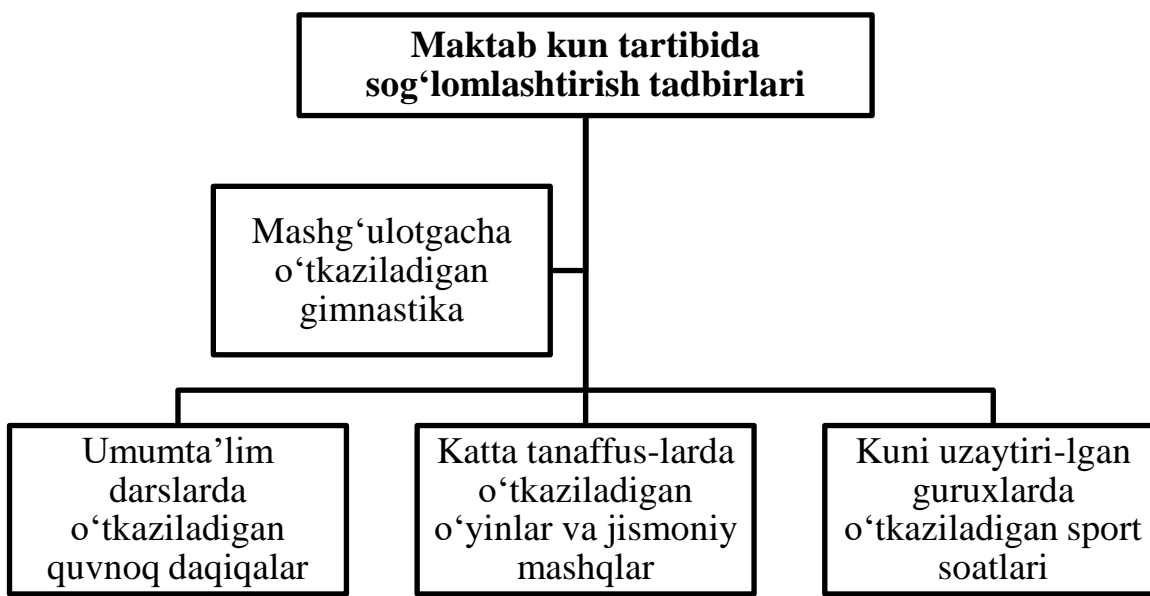 Maktab kun tartibida
sog‘lomlashtirish tadbirlari
Mashg‘ulotgacha
o‘tkaziladigan
gimnastika
Umumta’lim
darslarda
o‘tkaziladigan
quvnoq daqiqalar
Katta tanaffus-larda
o‘tkaziladigan
o‘yinlar va jismoniy
mashqlar
Kuni uzaytiri-lgan
guruxlarda
o‘tkaziladigan sport
soatlari